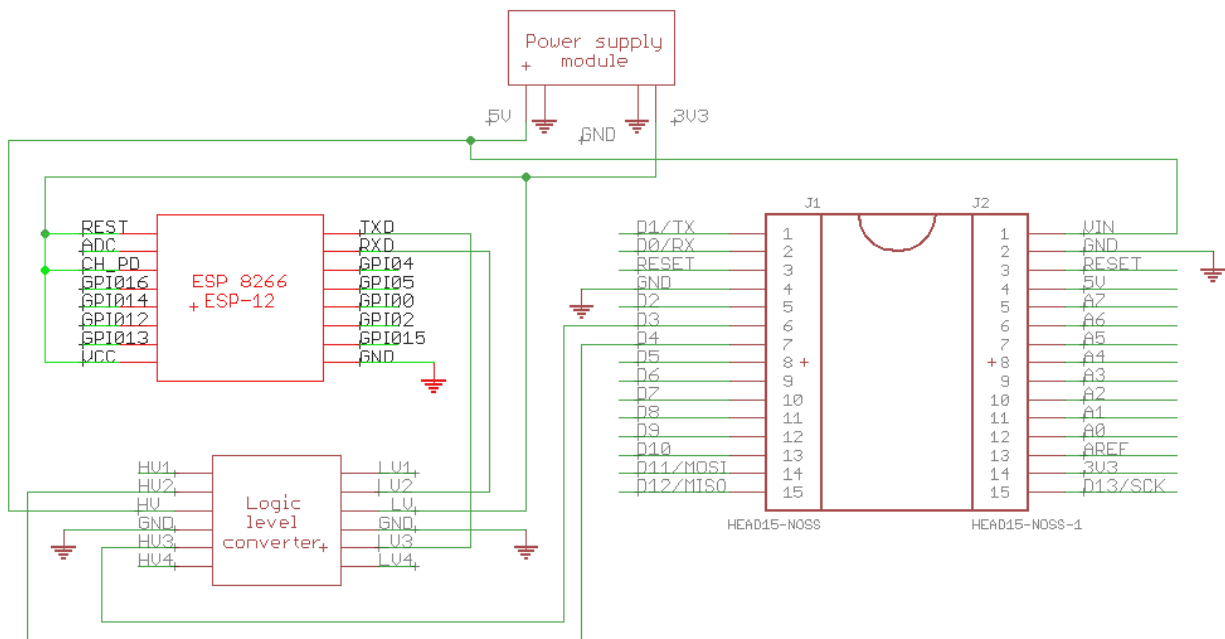 Power supply
+ module
5V
GND
3V3
REST
ADC
CH_PD
GPIO16
GPIO14
GPIO12
GPIO13
VCC
ESP 8266
+ ESP-12
TXD
RXD
GPIO4
GPIO5
GPIO0
GPIO2
GPIO15
GND
HV1
HV2
HV
GND
HV3
HV4
Logic
level
converter+
LV1
LV2
LV
GND
LV3
LV4
J1
D1/TX 1
D0/RX 2
RESET 3
GND 4
D2 5
D3 6
D4 7
D5 8 +
D6 9
D7 10
D8 11
D9 12
D10 13
D11/MOSI 14
D12/MISO 15
HEAD15-NOSS
J2
1 VIN
2 GND
3 RESET
4 5V
5 A7
6 A6
7 A5
+ 8 A4
9 A3
10 A2
11 A1
12 A0
13 AREF
14 3V3
15 D13/SCK
HEAD15-NOSS-1